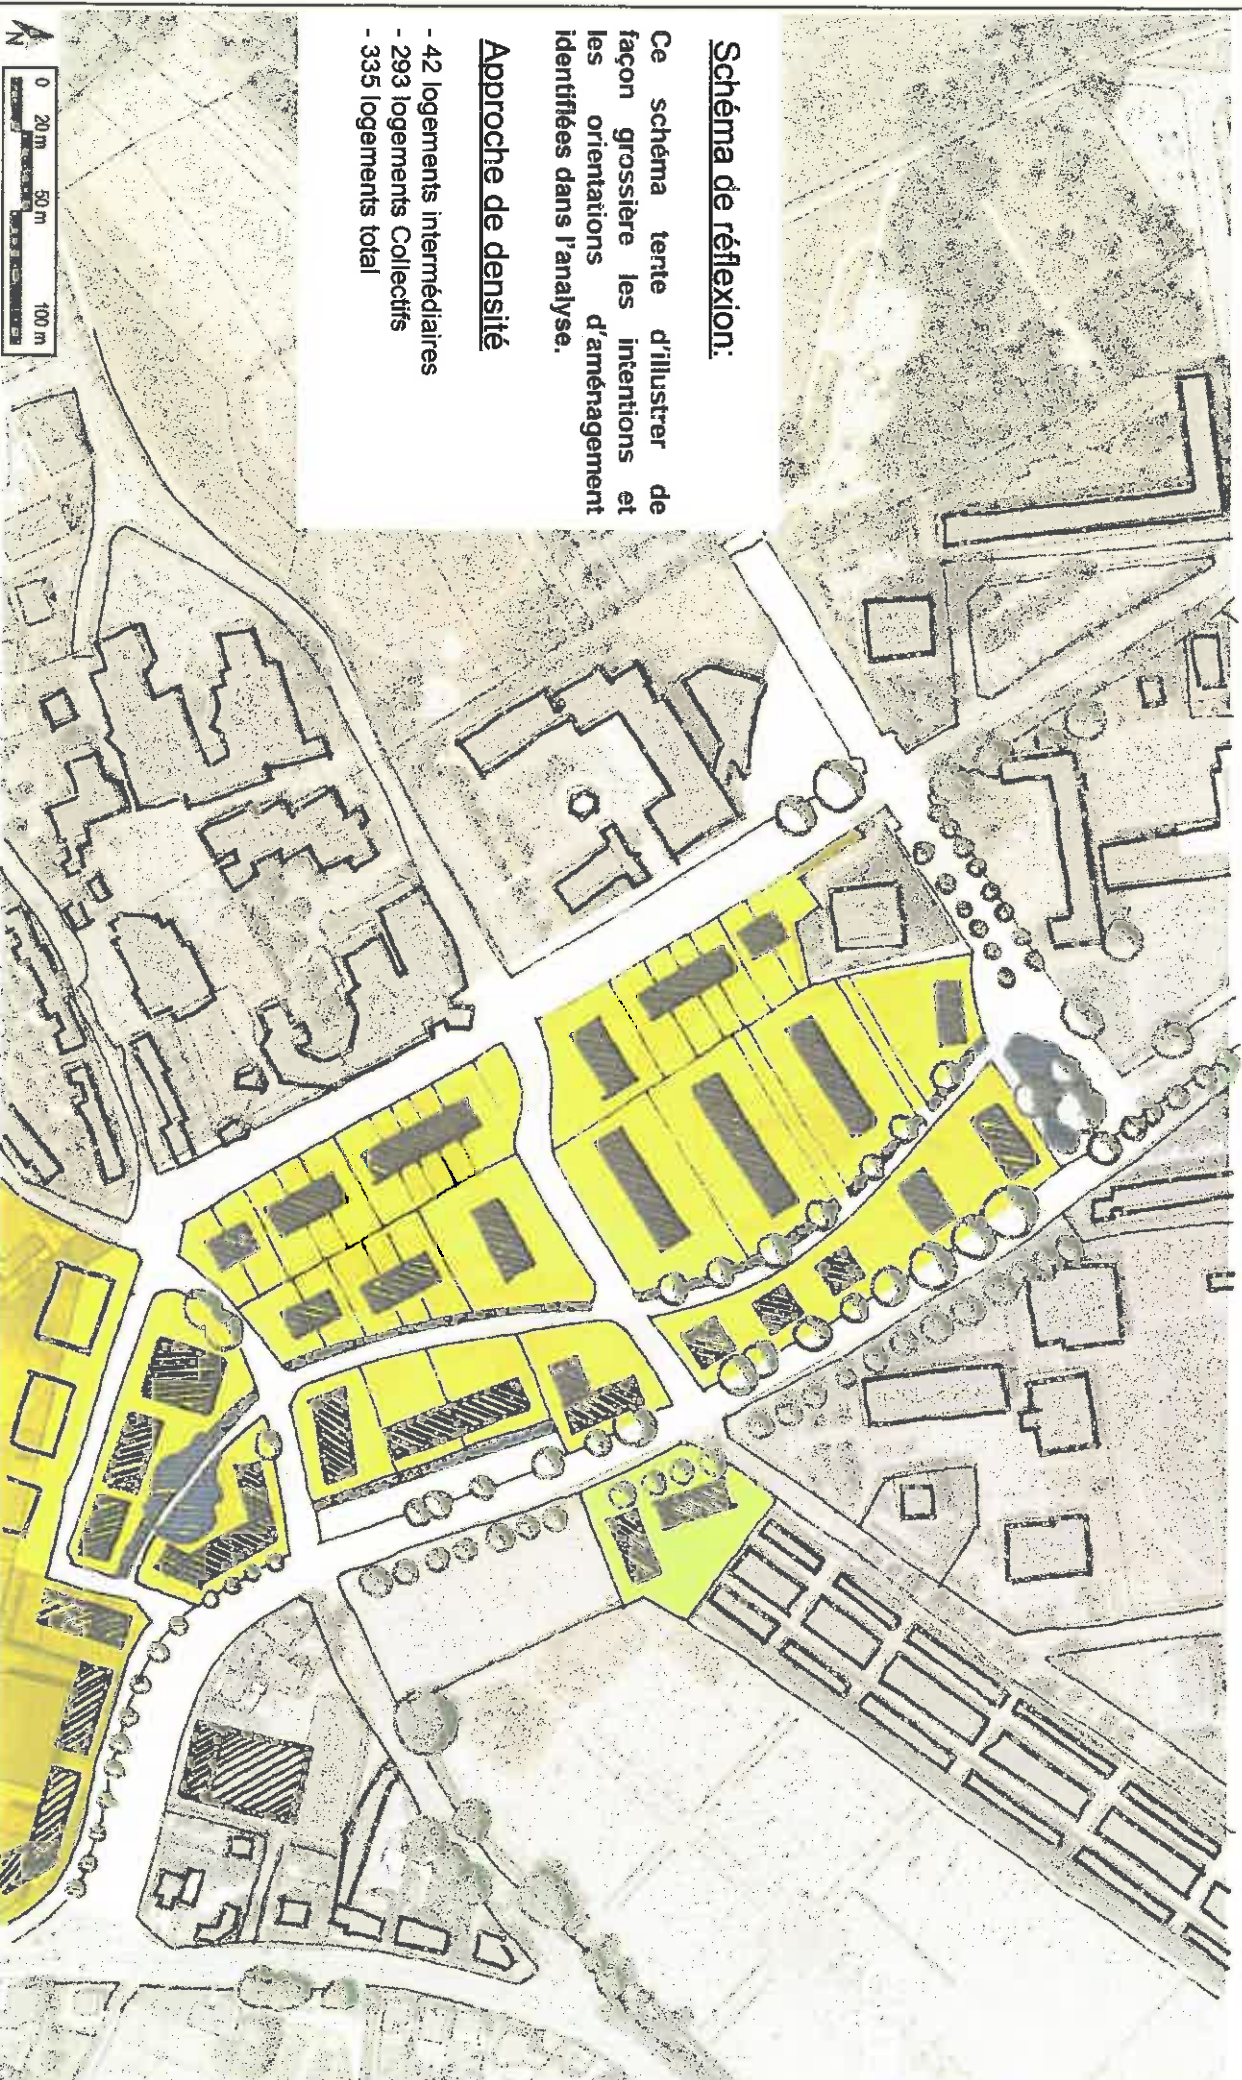 Schéma de réflexion:
Ce schéma tente d'illustrer de
façon grossière les intentions et
les orientations d'aménagement
identifiées dans l'analyse.
Approche de densité
- 42 logements intermédiaires
- 293 logements Collectifs
- 335 logements total
N
0 20 m 50 m 100 m